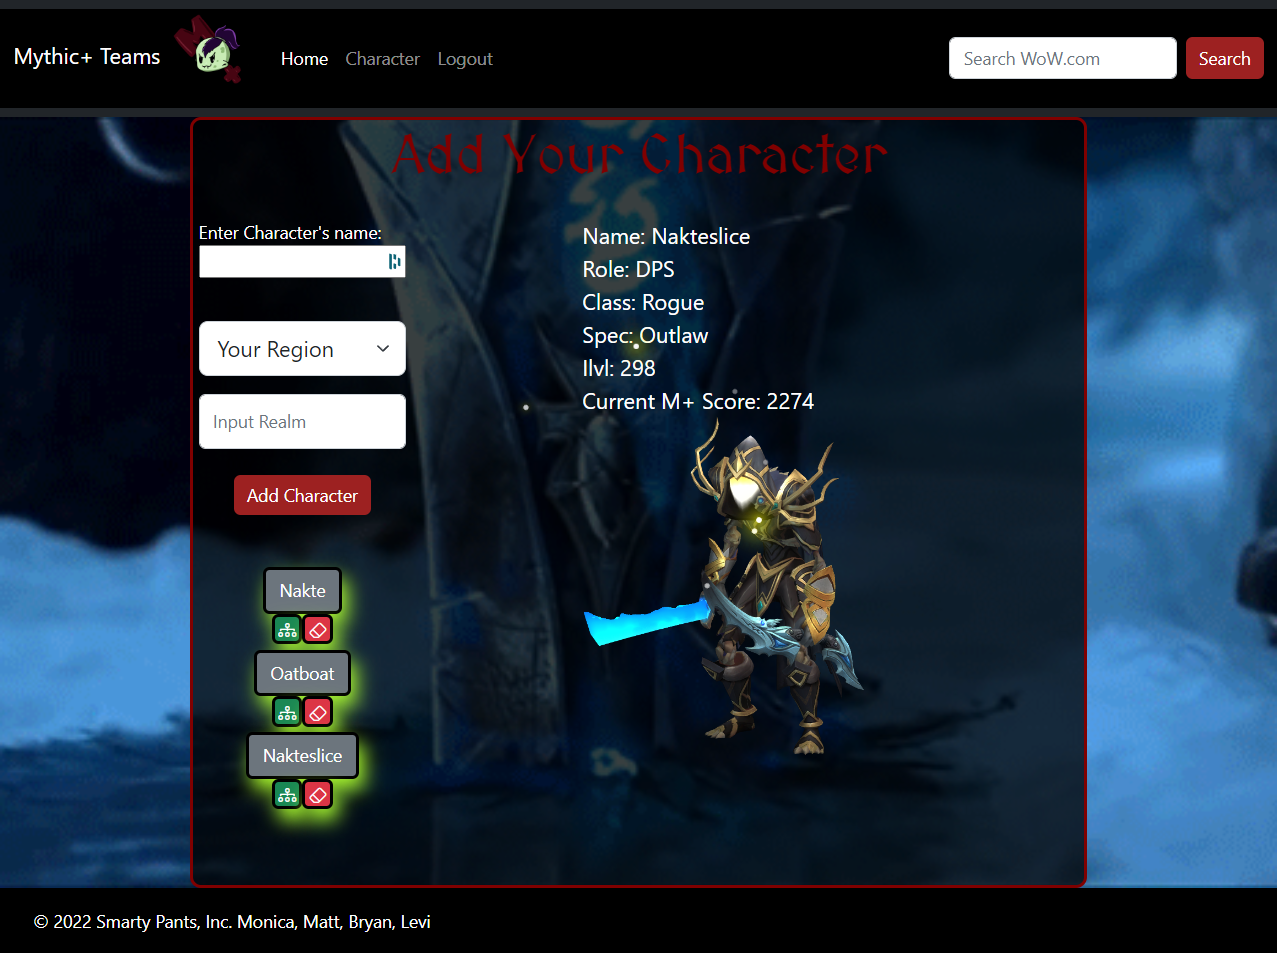 Mythic+ Teams
Home Character Logout
Search WoW.com
Search
Add Your Character
Enter Character's name:
Your Region
Input Realm
Add Character
Nakte
Oatboat
Nakteslice
Name: Nakteslice
Role: DPS
Class: Rogue
Spec: Outlaw
Ilvl: 298
Current M+ Score: 2274
© 2022 Smarty Pants, Inc. Monica, Matt, Bryan, Levi